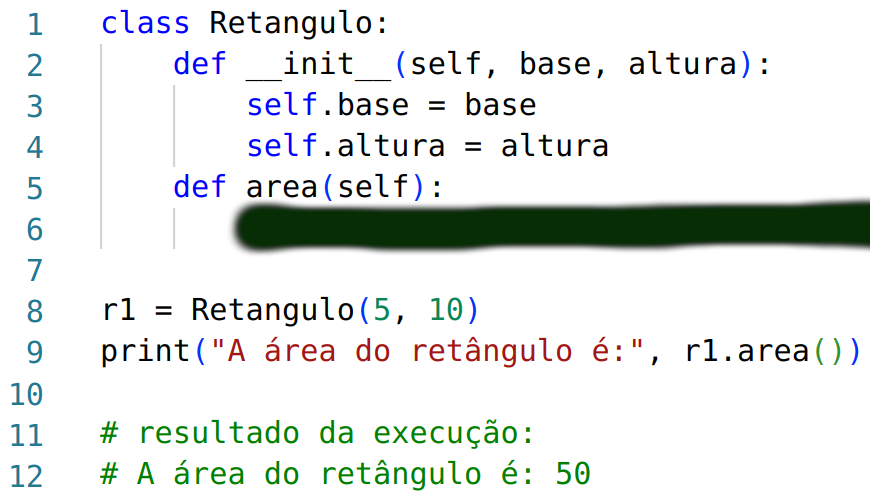 1 class Retangulo:
2     def __init__(self, base, altura):
3         self.base = base
4         self.altura = altura
5     def area(self):
6
7
8 r1 = Retangulo(5, 10)
9 print("A área do retângulo é:", r1.area())
10
11 # resultado da execução:
12 # A área do retângulo é: 50